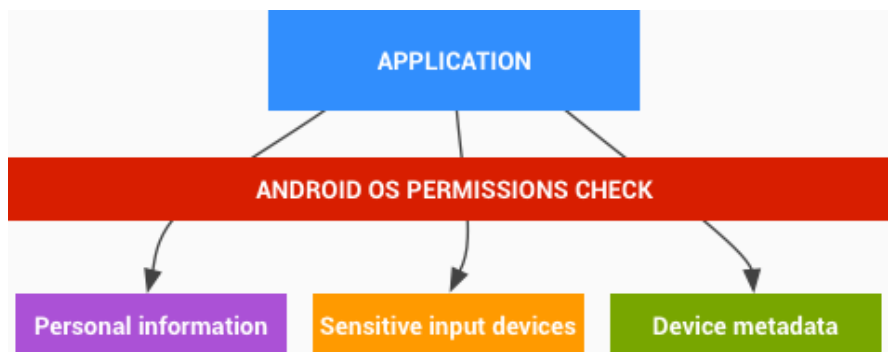 APPLICATION
ANDROID OS PERMISSIONS CHECK
Personal information
Sensitive input devices
Device metadata